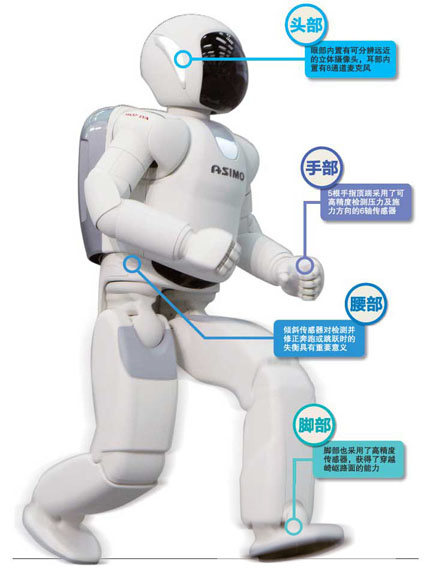 头部
眼部内置有可分辨远近
的立体摄像头，耳部内
置有8通道麦克风
ASIMO
手部
5根手指顶端采用了可
高精度检测压力及施
力方向的6轴传感器
腰部
倾斜传感器对检测并
修正奔跑或跳跃时的
失衡具有重要意义
脚部
脚部也采用了高精度
传感器，获得了穿越
崎岖路面的能力